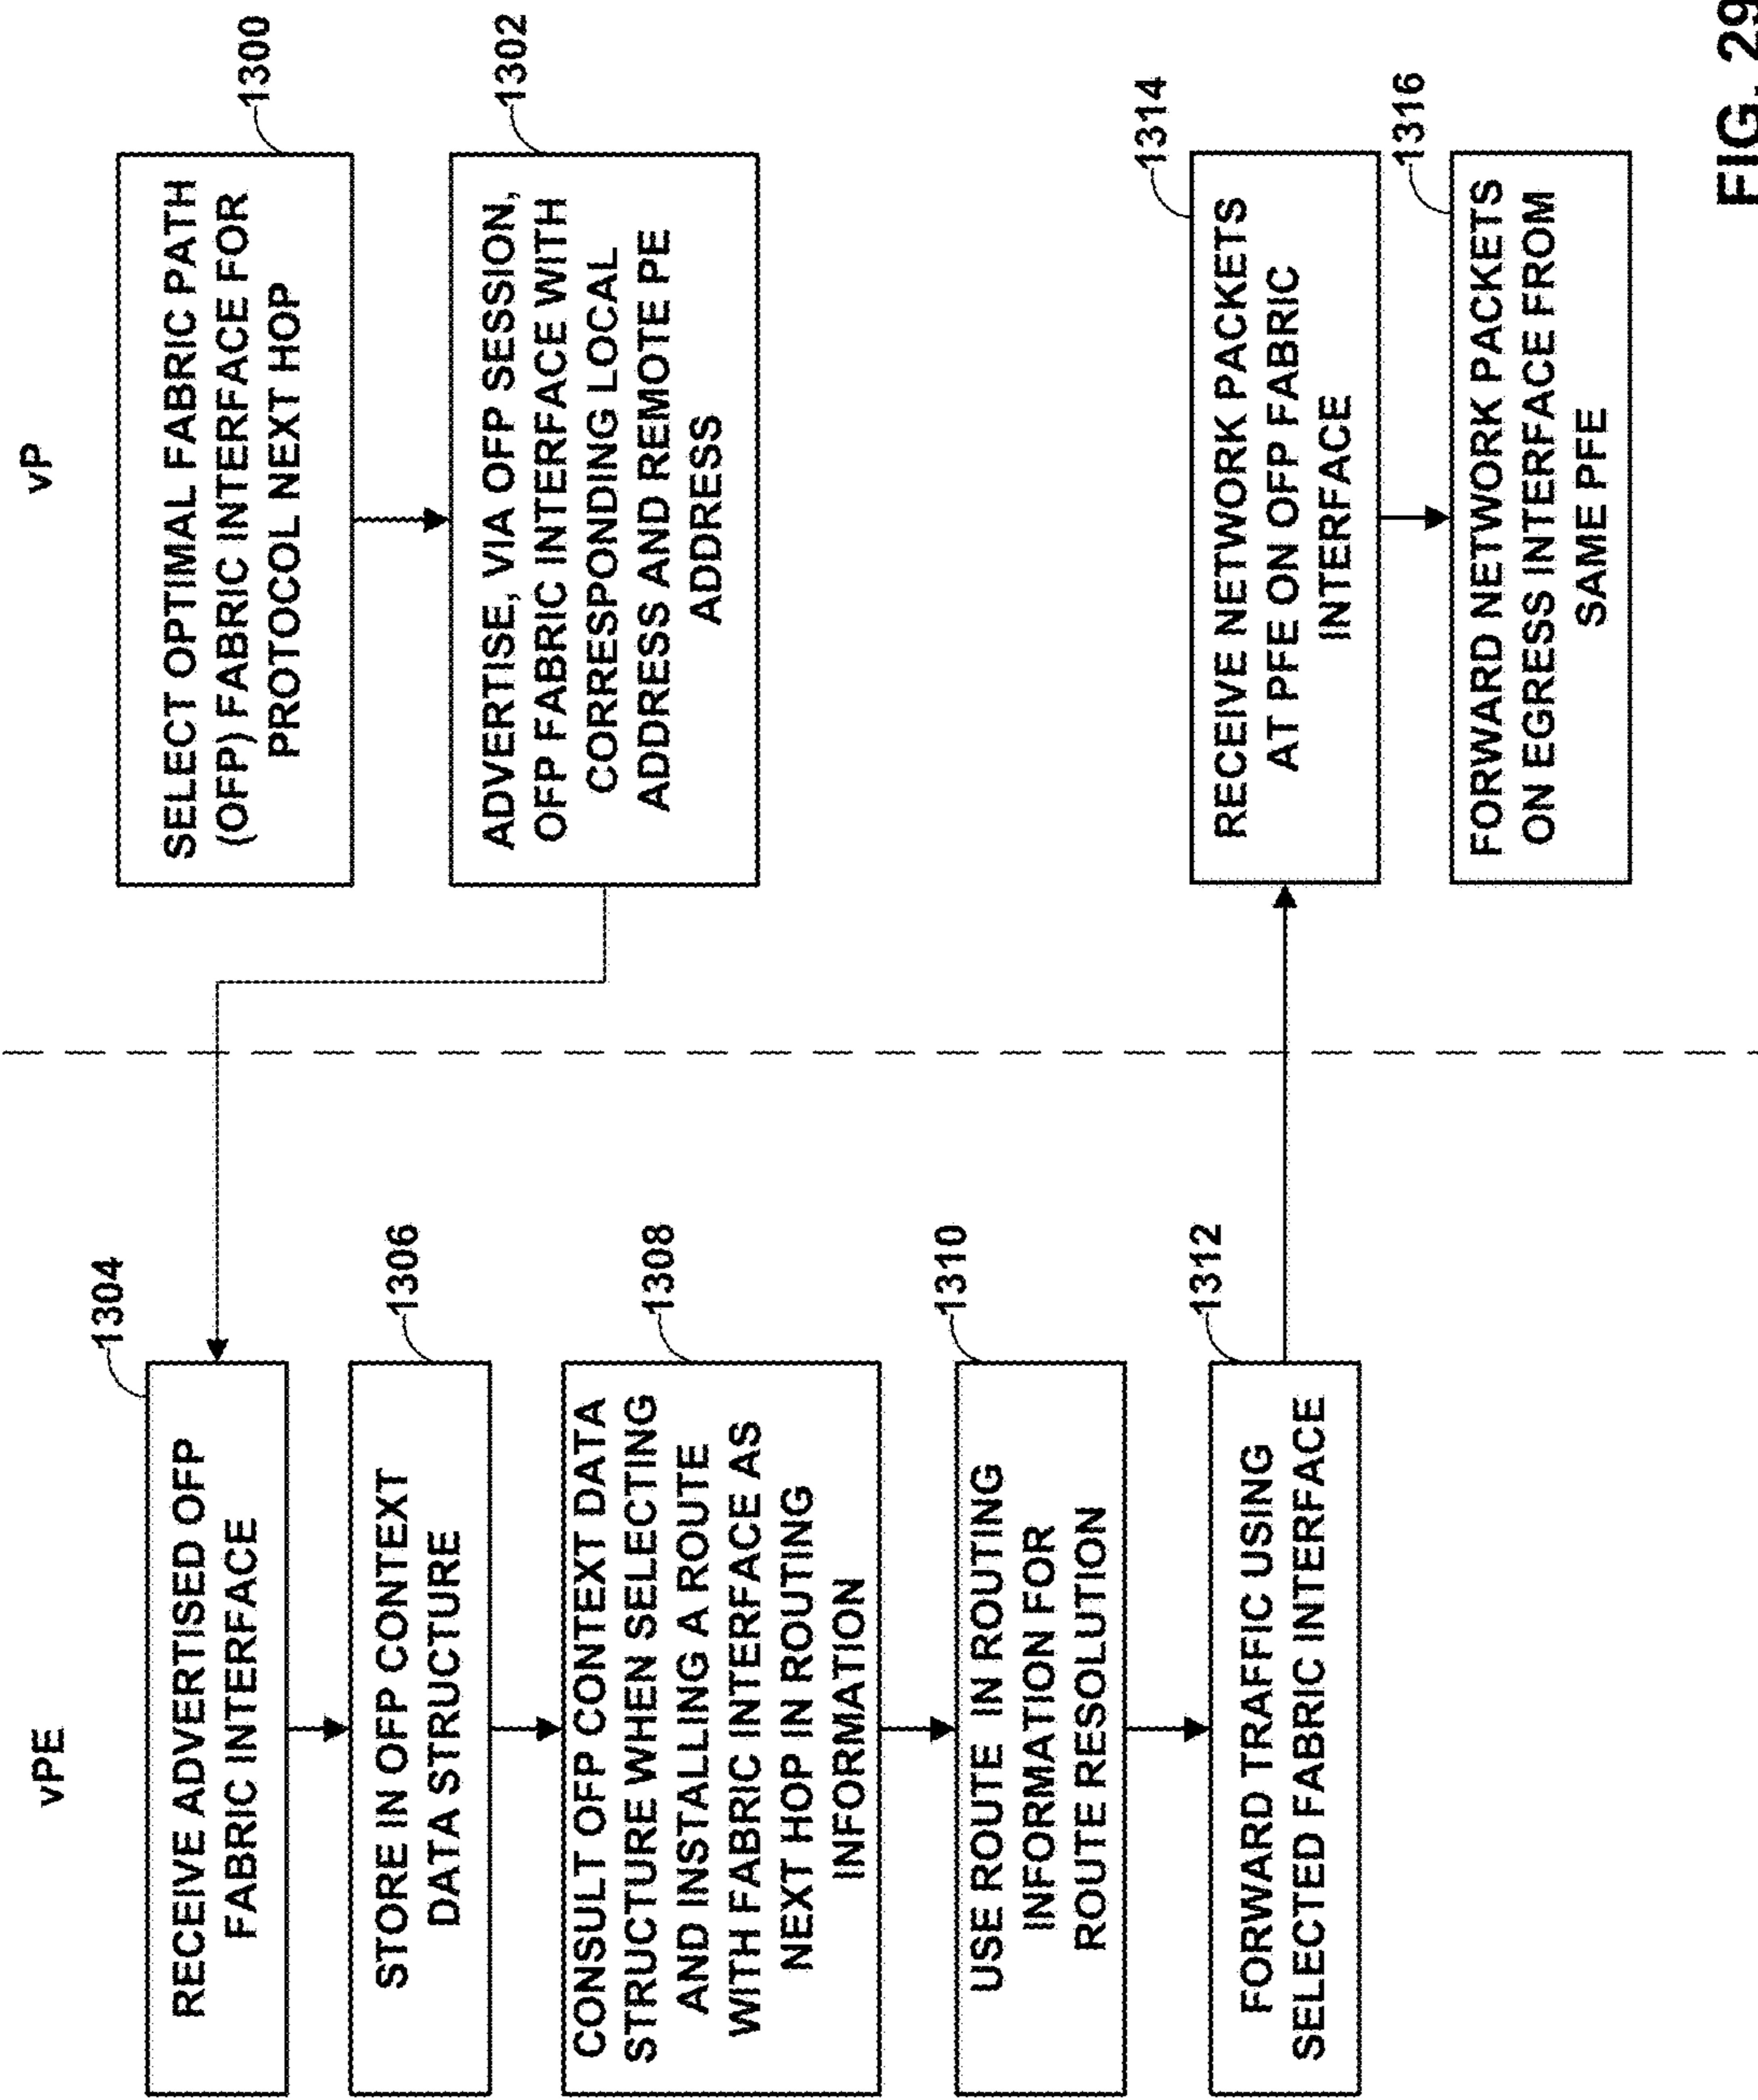 vPE
1304
RECEIVE ADVERTISED OFP
FABRIC INTERFACE
1306
STORE IN OFP CONTEXT
DATA STRUCTURE
1308
CONSULT OFP CONTEXT DATA
STRUCTURE WHEN SELECTING
AND INSTALLING A ROUTE
WITH FABRIC INTERFACE AS
NEXT HOP IN ROUTING
INFORMATION
1310
USE ROUTE IN ROUTING
INFORMATION FOR
ROUTE RESOLUTION
1312
FORWARD TRAFFIC USING
SELECTED FABRIC INTERFACE
vP
1300
SELECT OPTIMAL FABRIC PATH
(OFP) FABRIC INTERFACE FOR
PROTOCOL NEXT HOP
1302
ADVERTISE, VIA OFP SESSION,
OFP FABRIC INTERFACE WITH
CORRESPONDING LOCAL
ADDRESS AND REMOTE PE
ADDRESS
1314
RECEIVE NETWORK PACKETS
AT PFE ON OFP FABRIC
INTERFACE
1316
FORWARD NETWORK PACKETS
ON EGRESS INTERFACE FROM
SAME PFE
FIG. 29